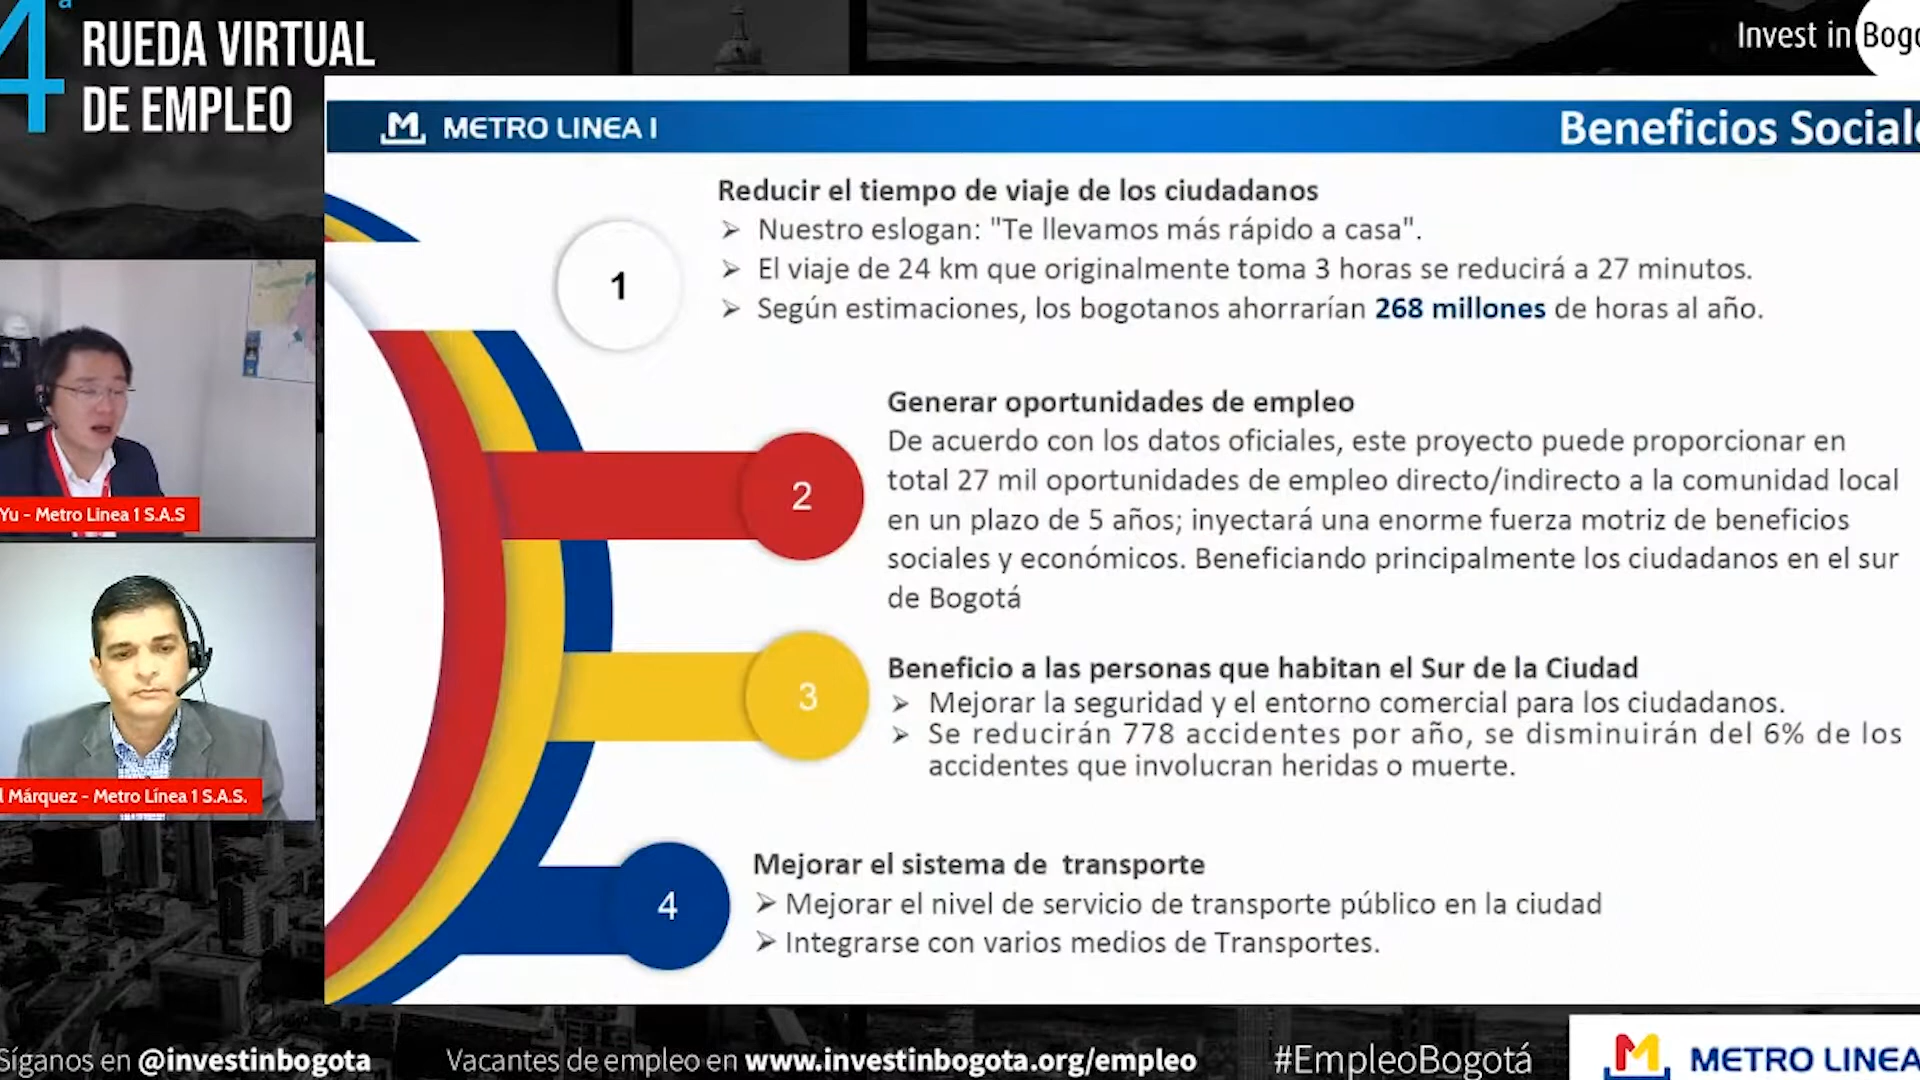 4ª
RUEDA VIRTUAL
DE EMPLEO
Invest in Bogo
METRO LINEA I
Beneficios Sociale
1
Reducir el tiempo de viaje de los ciudadanos
➢ Nuestro eslogan: "Te llevamos más rápido a casa".
➢ El viaje de 24 km que originalmente toma 3 horas se reducirá a 27 minutos.
➢ Según estimaciones, los bogotanos ahorrarían 268 millones de horas al año.
2
Generar oportunidades de empleo
De acuerdo con los datos oficiales, este proyecto puede proporcionar en
total 27 mil oportunidades de empleo directo/indirecto a la comunidad local
en un plazo de 5 años; inyectará una enorme fuerza motriz de beneficios
sociales y económicos. Beneficiando principalmente los ciudadanos en el sur
de Bogotá
3
Beneficio a las personas que habitan el Sur de la Ciudad
➢ Mejorar la seguridad y el entorno comercial para los ciudadanos.
➢ Se reducirán 778 accidentes por año, se disminuirán del 6% de los
accidentes que involucran heridas o muerte.
4
Mejorar el sistema de transporte
➢ Mejorar el nivel de servicio de transporte público en la ciudad
➢ Integrarse con varios medios de Transportes.
Yu - Metro Linea 1 S.A.S
l Márquez - Metro Línea 1 S.A.S.
Síganos en @investinbogota
Vacantes de empleo en www.investinbogota.org/empleo
#EmpleoBogotá
METRO LINEA